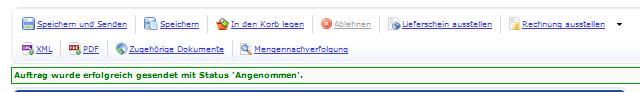 Speichern und Senden Speichern In den Korb legen Ablehnen Lieferschein ausstellen Rechnung ausstellen
XML PDF Zugehörige Dokumente Mengennachverfolgung
Auftrag wurde erfolgreich gesendet mit Status 'Angenommen'.